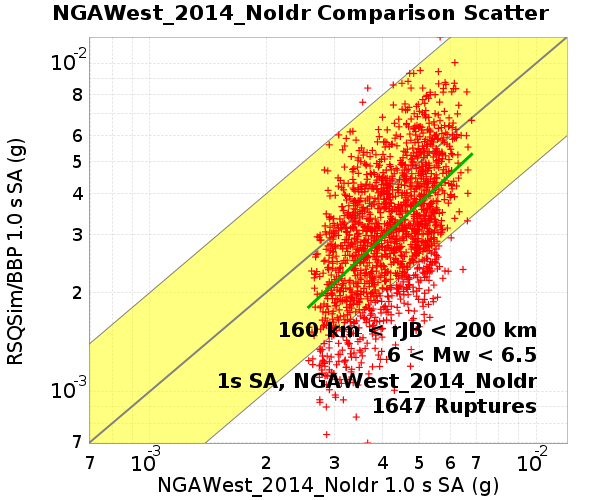 NGAWest_2014_NoIdr Comparison Scatter
RSQSim/BBP 1.0 s SA (g)
10⁻²
8
6
5
4
3
2
10⁻³
7
160 km < rJB < 200 km
6 < Mw < 6.5
1s SA, NGAWest_2014_NoIdr
1647 Ruptures
7 10⁻³ 2 3 4 5 6 7 10⁻²
NGAWest_2014_NoIdr 1.0 s SA (g)